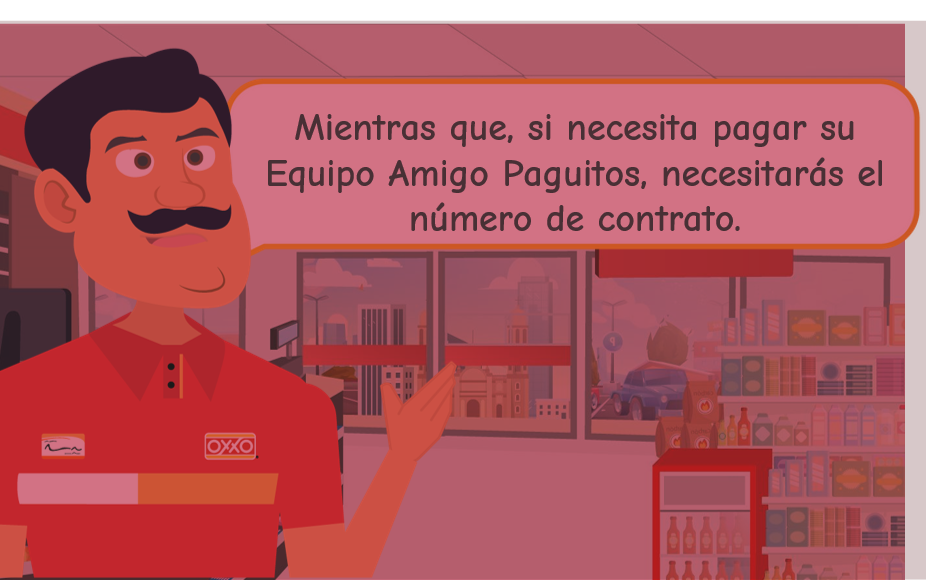 Mientras que, si necesita pagar su
Equipo Amigo Paguitos, necesitarás el
número de contrato.
OXXO